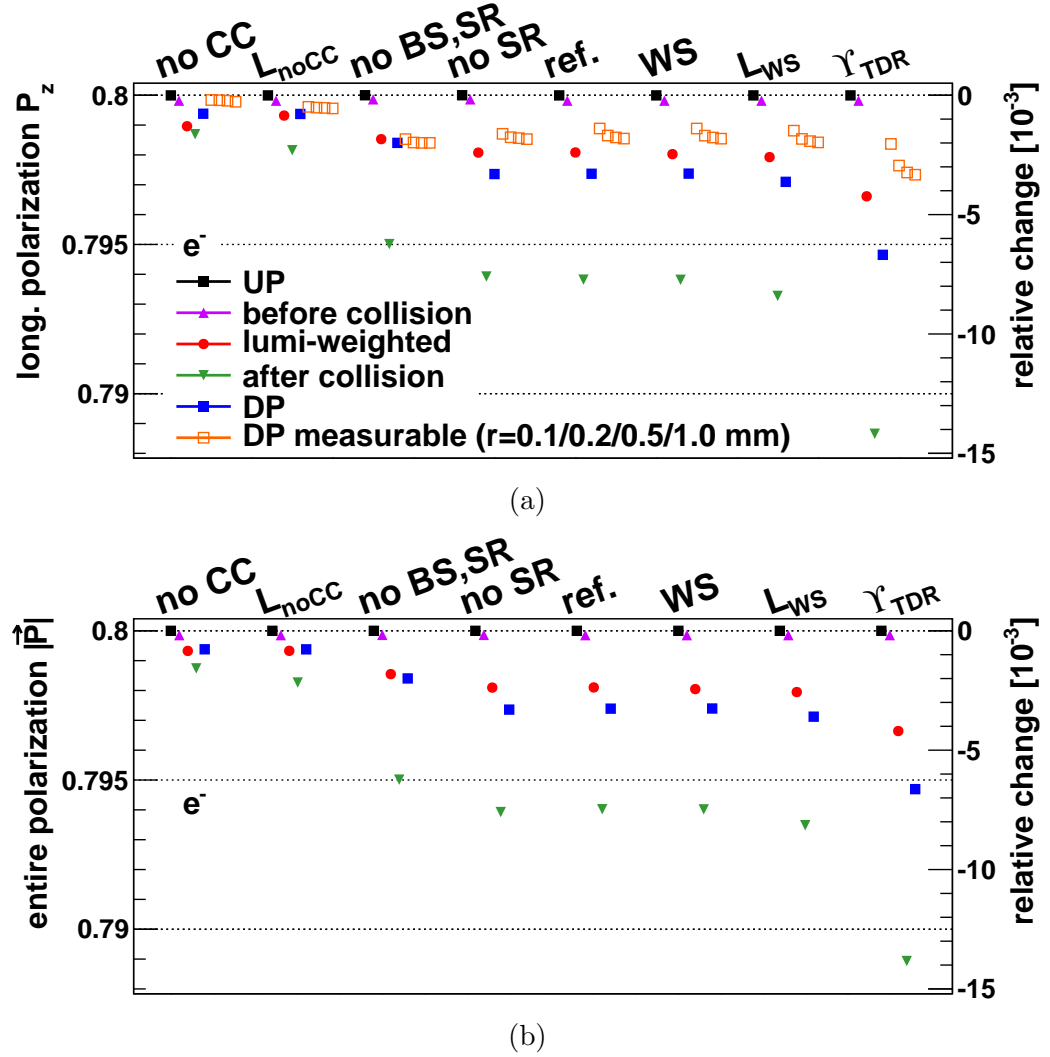 no CC L_noCC no BS,SR no SR ref. WS L_WS ϒ_TDR
0.8
0.795
0.79
long. polarization P_z
0
-5
-10
-15
relative change [10^-3]
e^-
UP
before collision
lumi-weighted
after collision
DP
DP measurable (r=0.1/0.2/0.5/1.0 mm)
(a)
no CC L_noCC no BS,SR no SR ref. WS L_WS ϒ_TDR
0.8
0.795
0.79
entire polarization |P⃗|
0
-5
-10
-15
relative change [10^-3]
e^-
(b)